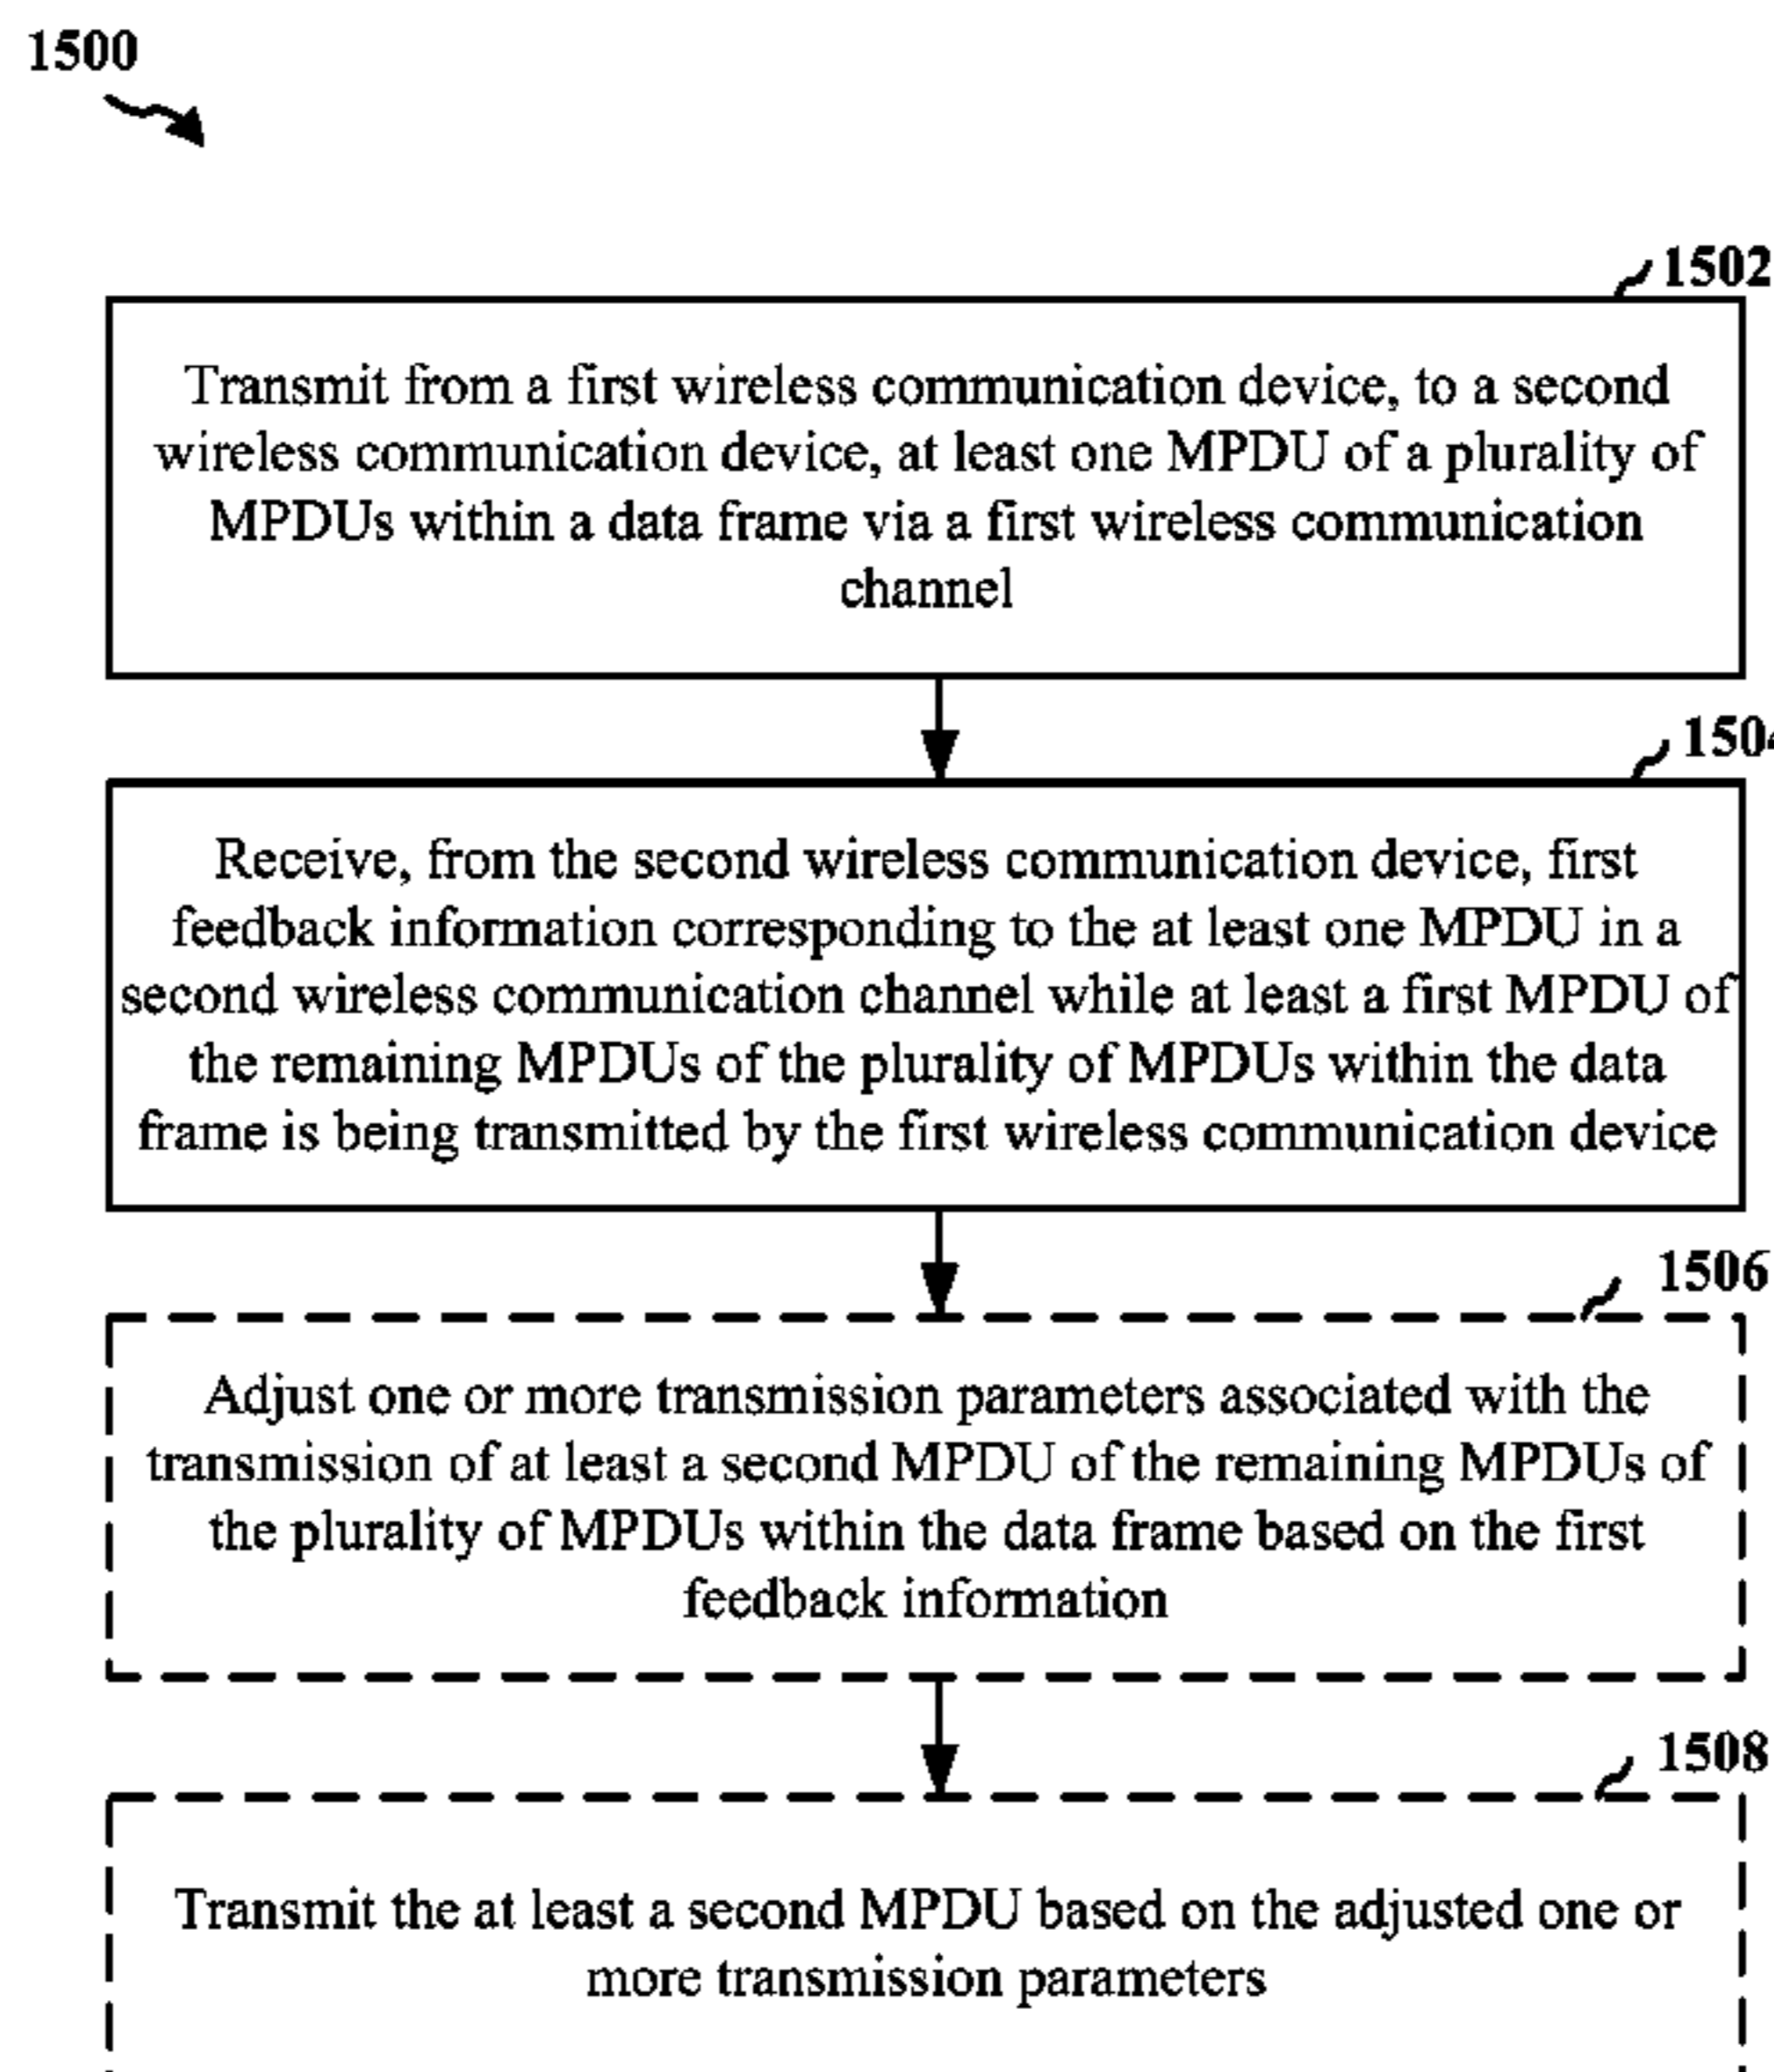 1500
1502
Transmit from a first wireless communication device, to a second
wireless communication device, at least one MPDU of a plurality of
MPDUs within a data frame via a first wireless communication
channel
1504
Receive, from the second wireless communication device, first
feedback information corresponding to the at least one MPDU in a
second wireless communication channel while at least a first MPDU of
the remaining MPDUs of the plurality of MPDUs within the data
frame is being transmitted by the first wireless communication device
1506
Adjust one or more transmission parameters associated with the
transmission of at least a second MPDU of the remaining MPDUs of
the plurality of MPDUs within the data frame based on the first
feedback information
1508
Transmit the at least a second MPDU based on the adjusted one or
more transmission parameters